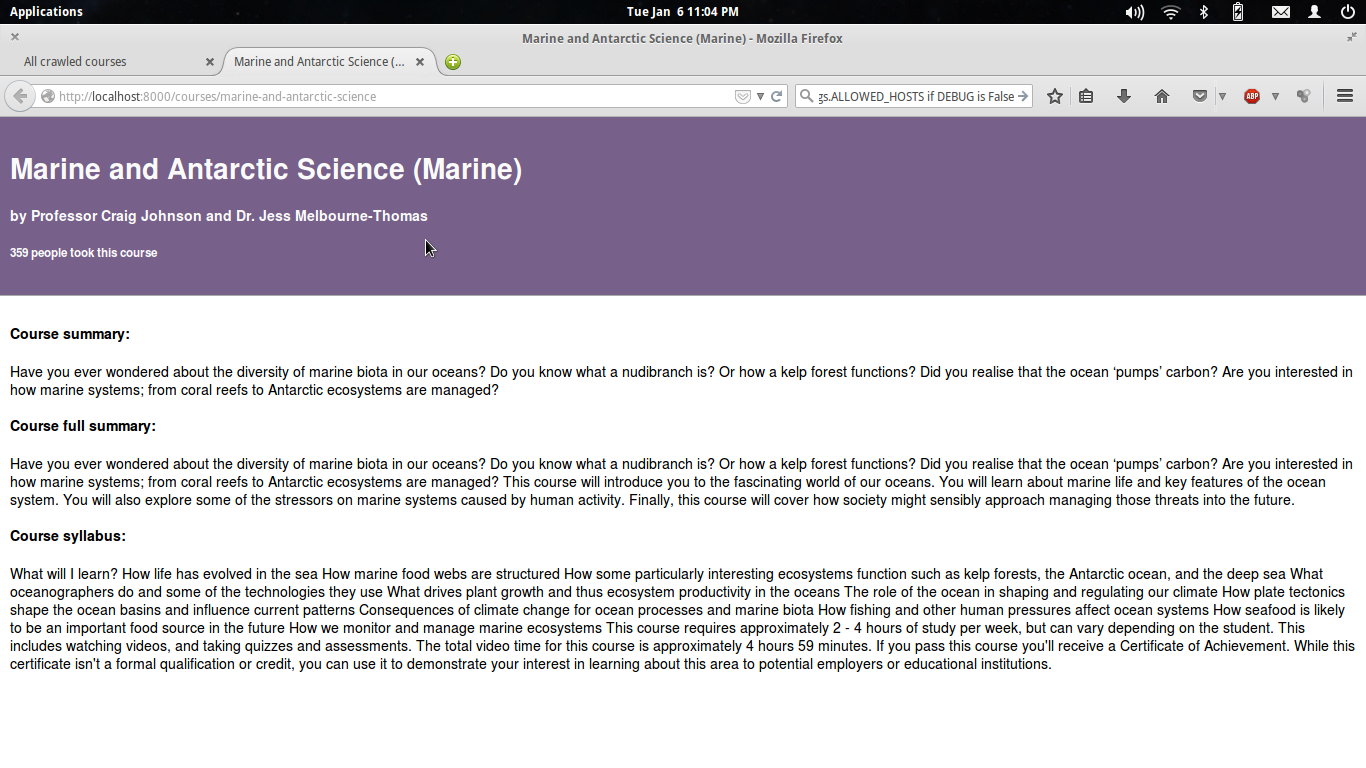 Applications
Tue Jan 6 11:04 PM
Marine and Antarctic Science (Marine) - Mozilla Firefox
All crawled courses
Marine and Antarctic Science (...
http://localhost:8000/courses/marine-and-antarctic-science
gs.ALLOWED_HOSTS if DEBUG is False
ABP
Marine and Antarctic Science (Marine)
by Professor Craig Johnson and Dr. Jess Melbourne-Thomas
359 people took this course
Course summary:
Have you ever wondered about the diversity of marine biota in our oceans? Do you know what a nudibranch is? Or how a kelp forest functions? Did you realise that the ocean ‘pumps’ carbon? Are you interested in
how marine systems; from coral reefs to Antarctic ecosystems are managed?
Course full summary:
Have you ever wondered about the diversity of marine biota in our oceans? Do you know what a nudibranch is? Or how a kelp forest functions? Did you realise that the ocean ‘pumps’ carbon? Are you interested in
how marine systems; from coral reefs to Antarctic ecosystems are managed? This course will introduce you to the fascinating world of our oceans. You will learn about marine life and key features of the ocean
system. You will also explore some of the stressors on marine systems caused by human activity. Finally, this course will cover how society might sensibly approach managing those threats into the future.
Course syllabus:
What will I learn? How life has evolved in the sea How marine food webs are structured How some particularly interesting ecosystems function such as kelp forests, the Antarctic ocean, and the deep sea What
oceanographers do and some of the technologies they use What drives plant growth and thus ecosystem productivity in the oceans The role of the ocean in shaping and regulating our climate How plate tectonics
shape the ocean basins and influence current patterns Consequences of climate change for ocean processes and marine biota How fishing and other human pressures affect ocean systems How seafood is likely
to be an important food source in the future How we monitor and manage marine ecosystems This course requires approximately 2 - 4 hours of study per week, but can vary depending on the student. This
includes watching videos, and taking quizzes and assessments. The total video time for this course is approximately 4 hours 59 minutes. If you pass this course you'll receive a Certificate of Achievement. While this
certificate isn't a formal qualification or credit, you can use it to demonstrate your interest in learning about this area to potential employers or educational institutions.